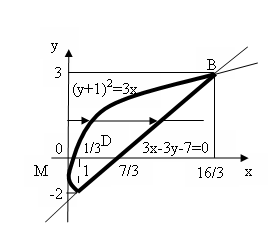 y
B
3
(y+1)²=3x
0 1/3 D 3x-3y-7=0
M 1 7/3 16/3 x
-2